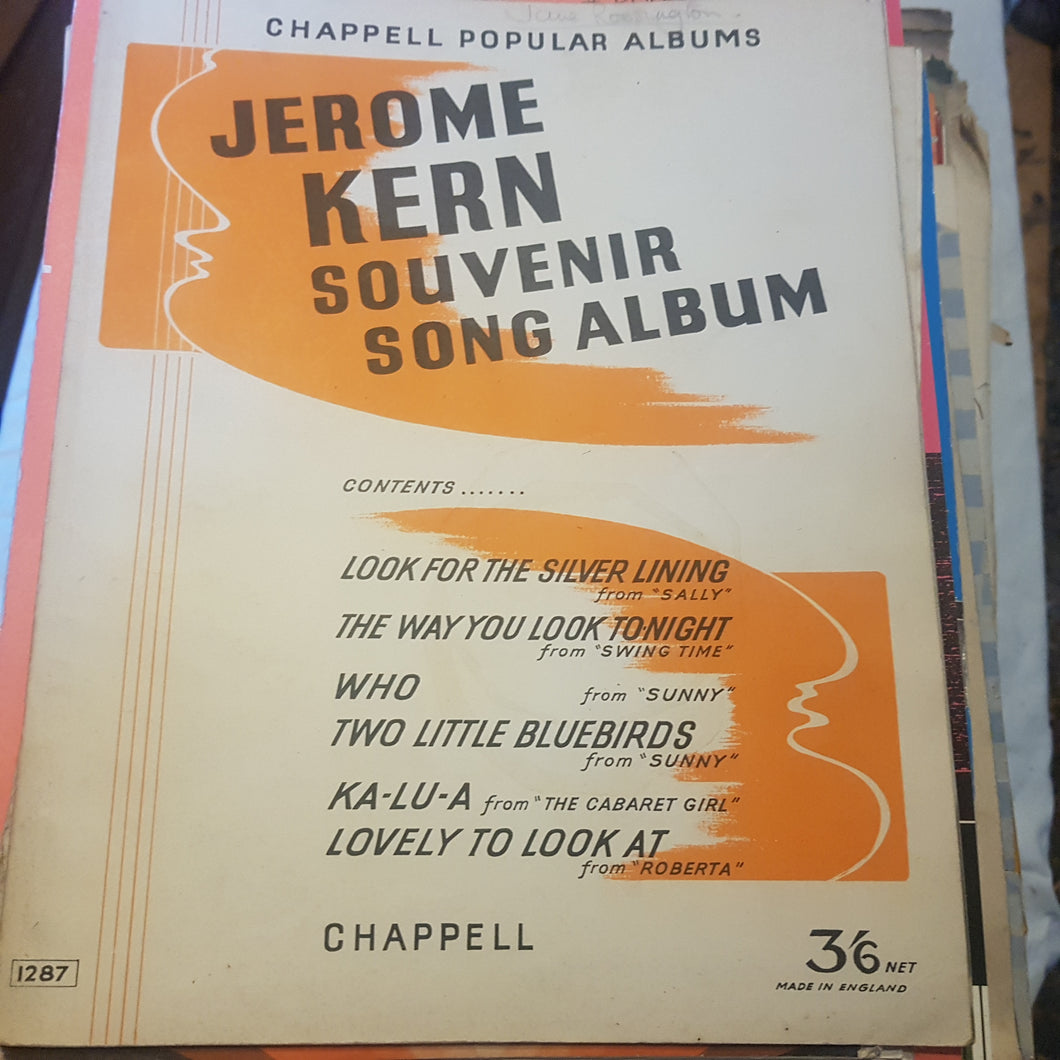 CHAPPELL POPULAR ALBUMS
JEROME
KERN
SOUVENIR
SONG ALBUM
CONTENTS .......
LOOK FOR THE SILVER LINING
from "SALLY"
THE WAY YOU LOOK TO-NIGHT
from "SWING TIME"
WHO from "SUNNY"
TWO LITTLE BLUEBIRDS
from "SUNNY"
KA-LU-A from "THE CABARET GIRL"
LOVELY TO LOOK AT
from "ROBERTA"
CHAPPELL
3'6 NET
MADE IN ENGLAND
1287